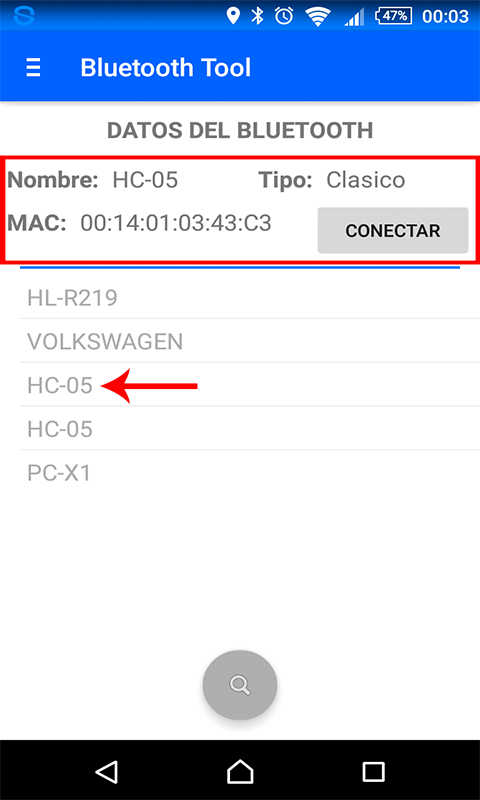 47% 00:03
Bluetooth Tool
DATOS DEL BLUETOOTH
Nombre: HC-05 Tipo: Clasico
MAC: 00:14:01:03:43:C3 CONECTAR
HL-R219
VOLKSWAGEN
HC-05
HC-05
PC-X1